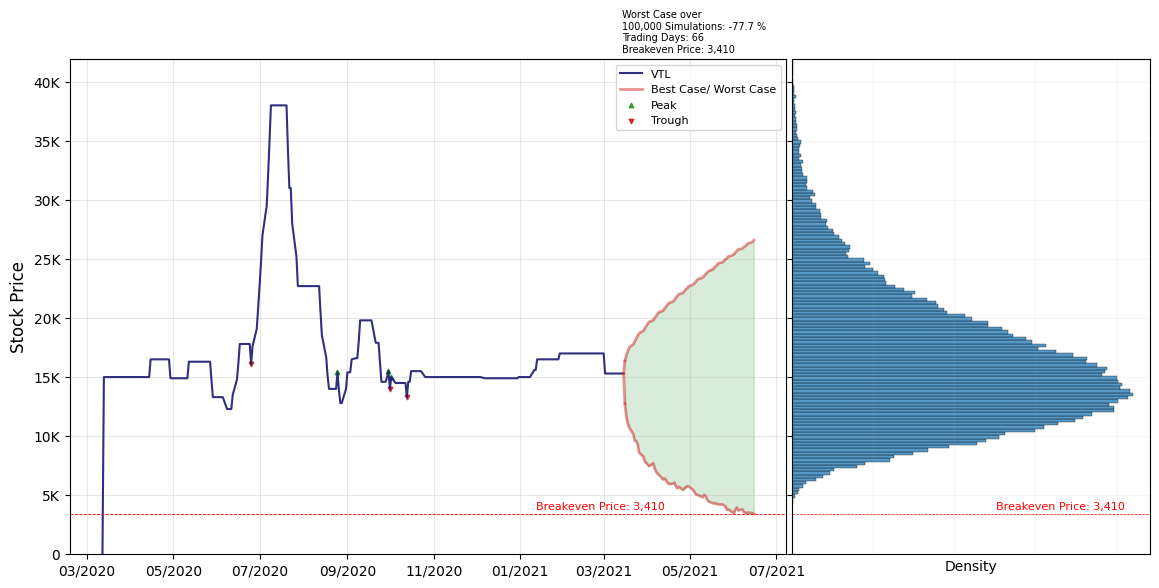 Worst Case over
100,000 Simulations: -77.7 %
Trading Days: 66
Breakeven Price: 3,410
VTL
Best Case/ Worst Case
Peak
Trough
40K
35K
30K
25K
20K
15K
10K
5K
0
Stock Price
Breakeven Price: 3,410
Breakeven Price: 3,410
03/2020
05/2020
07/2020
09/2020
11/2020
01/2021
03/2021
05/2021
07/2021
Density